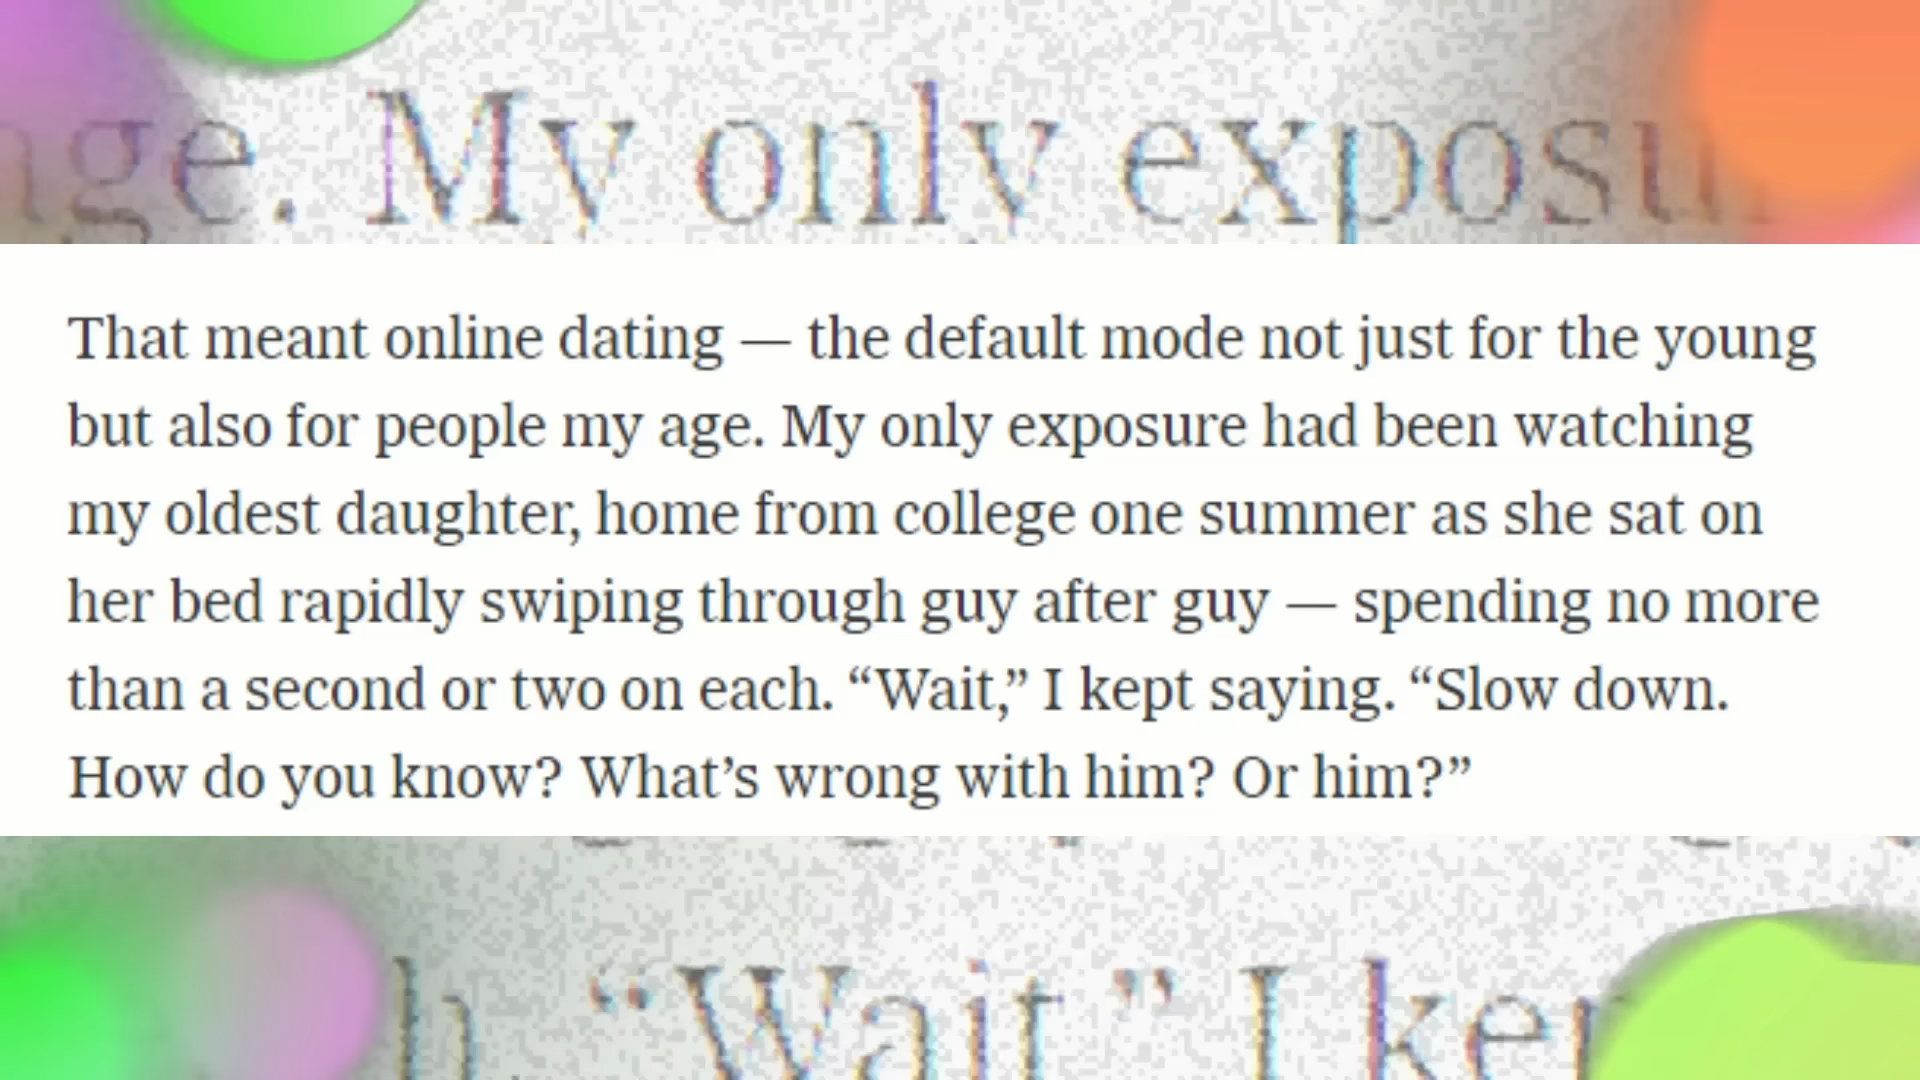 age. My only exposu
That meant online dating — the default mode not just for the young
but also for people my age. My only exposure had been watching
my oldest daughter, home from college one summer as she sat on
her bed rapidly swiping through guy after guy — spending no more
than a second or two on each. “Wait,” I kept saying. “Slow down.
How do you know? What’s wrong with him? Or him?”
h. “Wait,” I kep